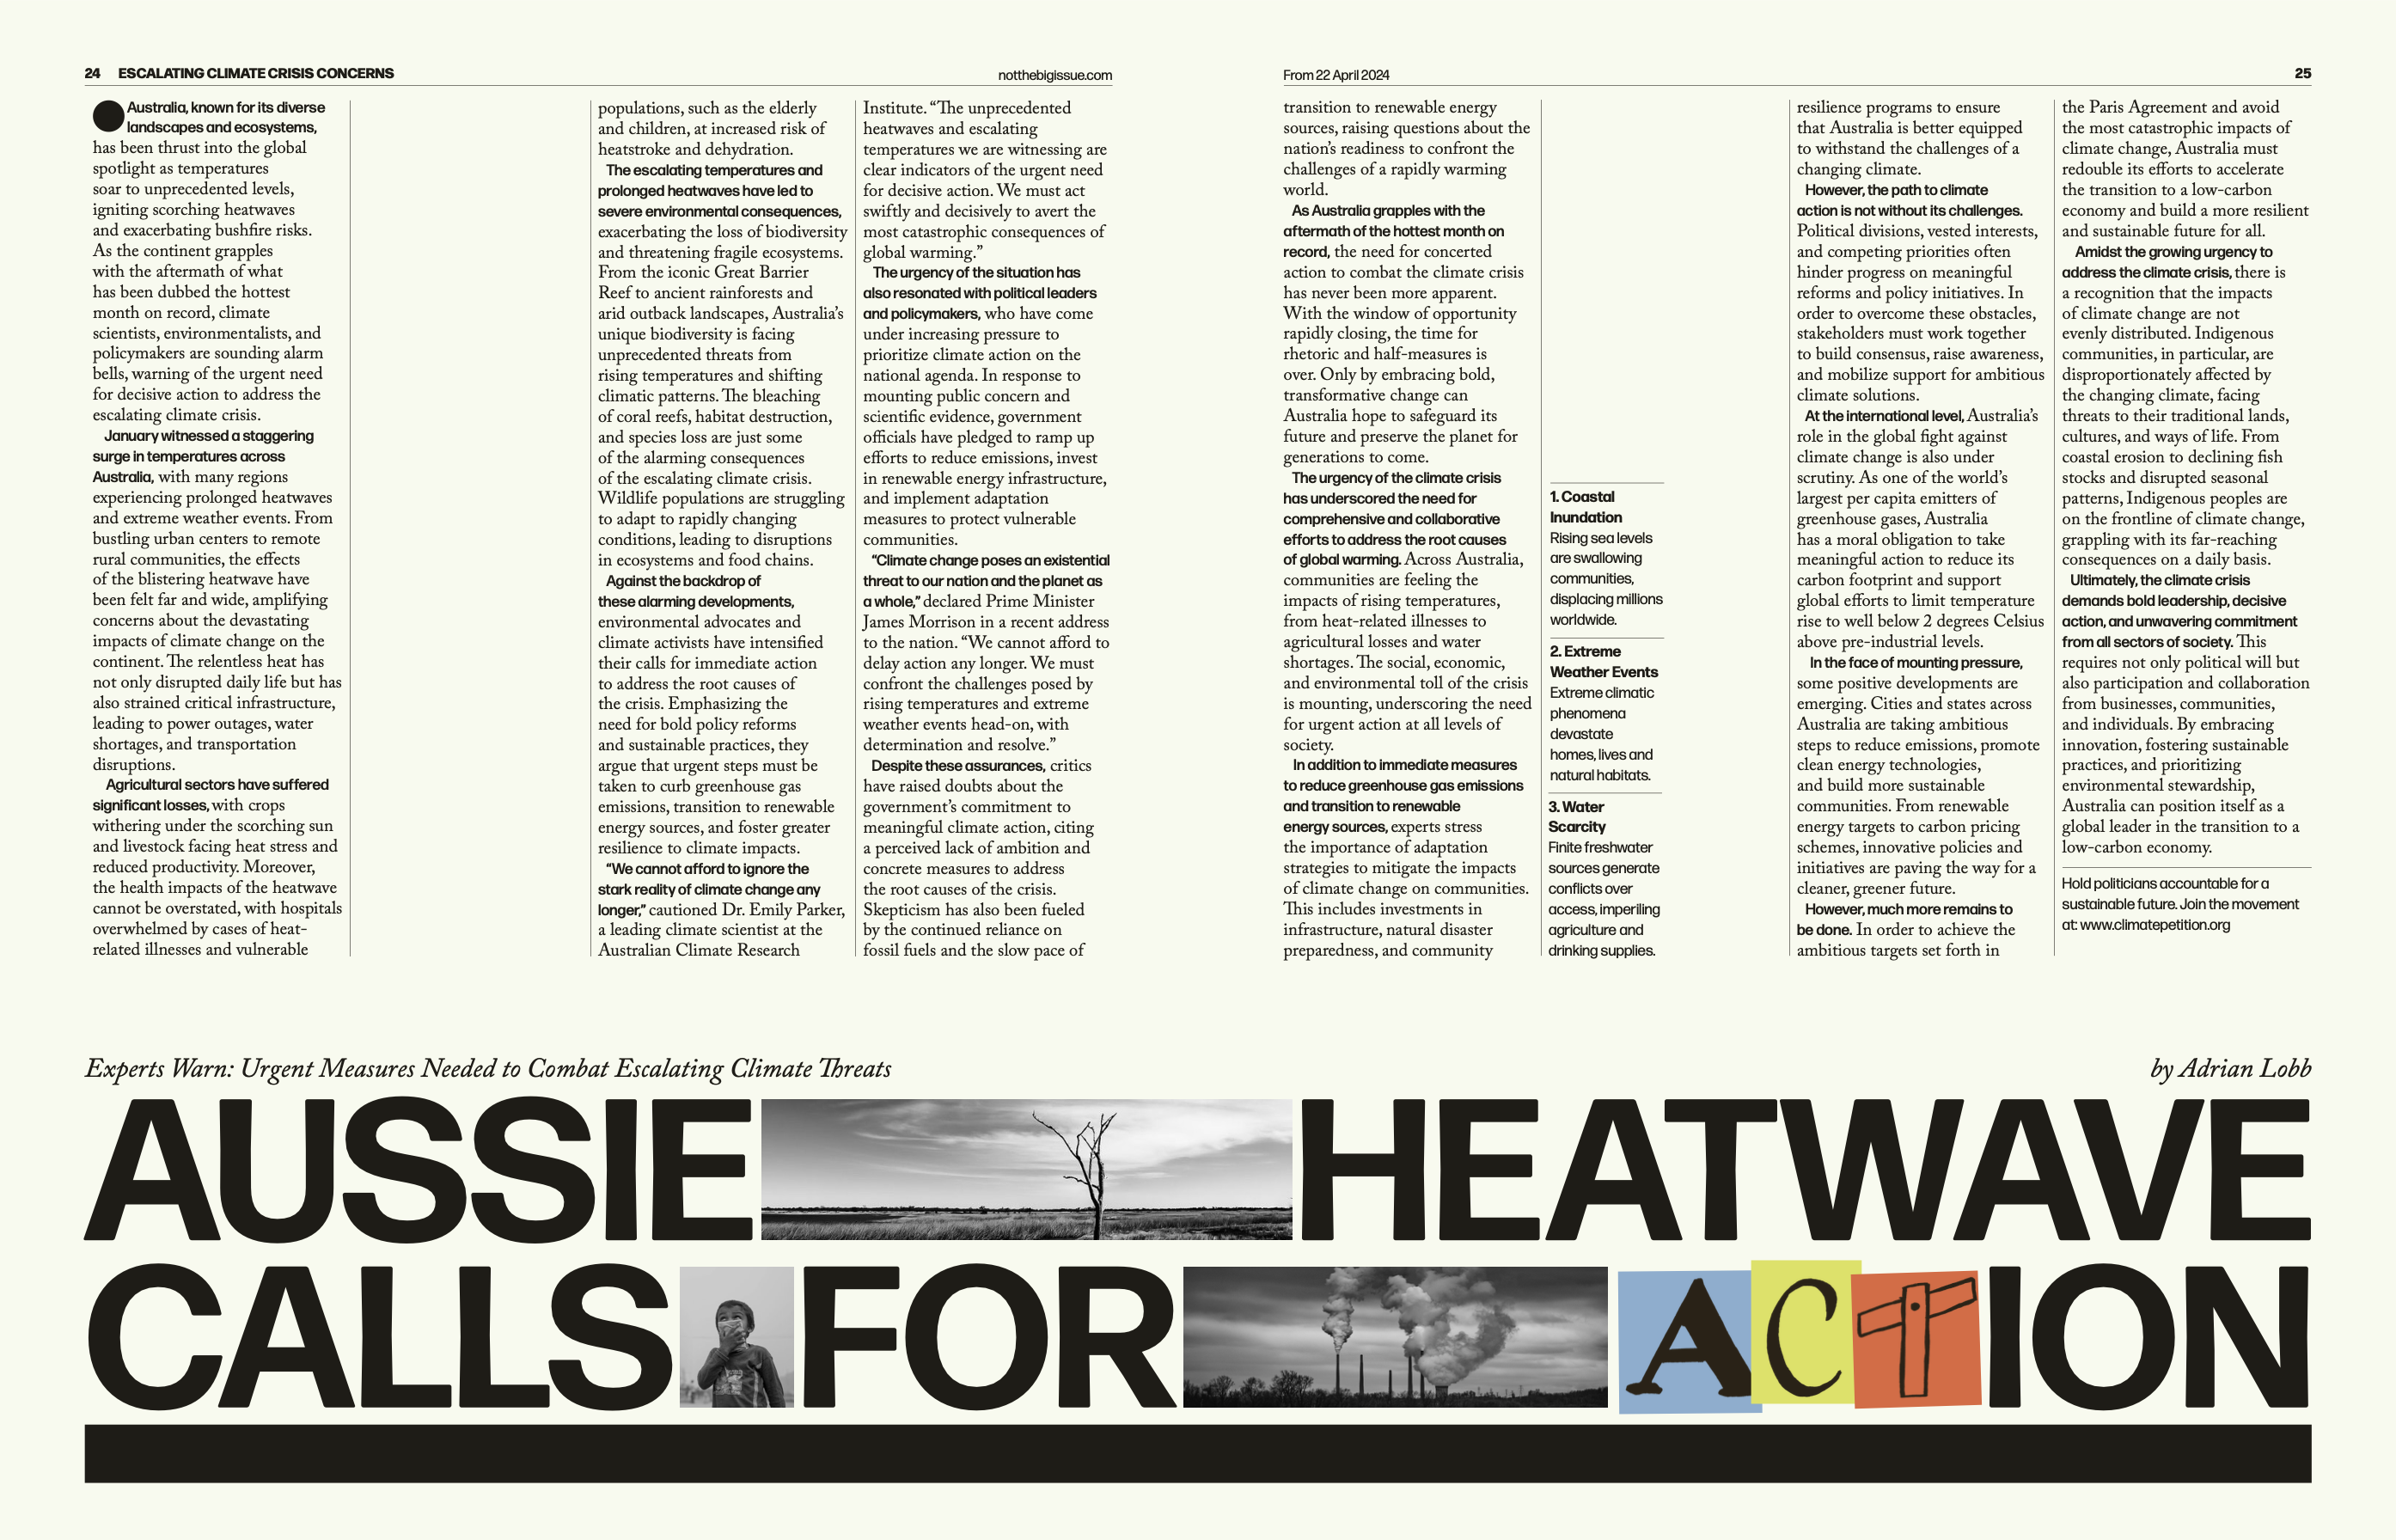 24 ESCALATING CLIMATE CRISIS CONCERNS
notthebigissue.com
Australia, known for its diverse
landscapes and ecosystems,
has been thrust into the global
spotlight as temperatures
soar to unprecedented levels,
igniting scorching heatwaves
and exacerbating bushfire risks.
As the continent grapples
with the aftermath of what
has been dubbed the hottest
month on record, climate
scientists, environmentalists, and
policymakers are sounding alarm
bells, warning of the urgent need
for decisive action to address the
escalating climate crisis.
January witnessed a staggering
surge in temperatures across
Australia, with many regions
experiencing prolonged heatwaves
and extreme weather events. From
bustling urban centers to remote
rural communities, the effects
of the blistering heatwave have
been felt far and wide, amplifying
concerns about the devastating
impacts of climate change on the
continent. The relentless heat has
not only disrupted daily life but has
also strained critical infrastructure,
leading to power outages, water
shortages, and transportation
disruptions.
Agricultural sectors have suffered
significant losses, with crops
withering under the scorching sun
and livestock facing heat stress and
reduced productivity. Moreover,
the health impacts of the heatwave
cannot be overstated, with hospitals
overwhelmed by cases of heat-
related illnesses and vulnerable
populations, such as the elderly
and children, at increased risk of
heatstroke and dehydration.
The escalating temperatures and
prolonged heatwaves have led to
severe environmental consequences,
exacerbating the loss of biodiversity
and threatening fragile ecosystems.
From the iconic Great Barrier
Reef to ancient rainforests and
arid outback landscapes, Australia’s
unique biodiversity is facing
unprecedented threats from
rising temperatures and shifting
climatic patterns. The bleaching
of coral reefs, habitat destruction,
and species loss are just some
of the alarming consequences
of the escalating climate crisis.
Wildlife populations are struggling
to adapt to rapidly changing
conditions, leading to disruptions
in ecosystems and food chains.
Against the backdrop of
these alarming developments,
environmental advocates and
climate activists have intensified
their calls for immediate action
to address the root causes of
the crisis. Emphasizing the
need for bold policy reforms
and sustainable practices, they
argue that urgent steps must be
taken to curb greenhouse gas
emissions, transition to renewable
energy sources, and foster greater
resilience to climate impacts.
“We cannot afford to ignore the
stark reality of climate change any
longer,” cautioned Dr. Emily Parker,
a leading climate scientist at the
Australian Climate Research
Institute. “The unprecedented
heatwaves and escalating
temperatures we are witnessing are
clear indicators of the urgent need
for decisive action. We must act
swiftly and decisively to avert the
most catastrophic consequences of
global warming.”
The urgency of the situation has
also resonated with political leaders
and policymakers, who have come
under increasing pressure to
prioritize climate action on the
national agenda. In response to
mounting public concern and
scientific evidence, government
officials have pledged to ramp up
efforts to reduce emissions, invest
in renewable energy infrastructure,
and implement adaptation
measures to protect vulnerable
communities.
“Climate change poses an existential
threat to our nation and the planet as
a whole,” declared Prime Minister
James Morrison in a recent address
to the nation. “We cannot afford to
delay action any longer. We must
confront the challenges posed by
rising temperatures and extreme
weather events head-on, with
determination and resolve.”
Despite these assurances, critics
have raised doubts about the
government’s commitment to
meaningful climate action, citing
a perceived lack of ambition and
concrete measures to address
the root causes of the crisis.
Skepticism has also been fueled
by the continued reliance on
fossil fuels and the slow pace of
From 22 April 2024
25
transition to renewable energy
sources, raising questions about the
nation’s readiness to confront the
challenges of a rapidly warming
world.
As Australia grapples with the
aftermath of the hottest month on
record, the need for concerted
action to combat the climate crisis
has never been more apparent.
With the window of opportunity
rapidly closing, the time for
rhetoric and half-measures is
over. Only by embracing bold,
transformative change can
Australia hope to safeguard its
future and preserve the planet for
generations to come.
The urgency of the climate crisis
has underscored the need for
comprehensive and collaborative
efforts to address the root causes
of global warming. Across Australia,
communities are feeling the
impacts of rising temperatures,
from heat-related illnesses to
agricultural losses and water
shortages. The social, economic,
and environmental toll of the crisis
is mounting, underscoring the need
for urgent action at all levels of
society.
In addition to immediate measures
to reduce greenhouse gas emissions
and transition to renewable
energy sources, experts stress
the importance of adaptation
strategies to mitigate the impacts
of climate change on communities.
This includes investments in
infrastructure, natural disaster
preparedness, and community
1. Coastal
Inundation
Rising sea levels
are swallowing
communities,
displacing millions
worldwide.
2. Extreme
Weather Events
Extreme climatic
phenomena
devastate
homes, lives and
natural habitats.
3. Water
Scarcity
Finite freshwater
sources generate
conflicts over
access, imperiling
agriculture and
drinking supplies.
resilience programs to ensure
that Australia is better equipped
to withstand the challenges of a
changing climate.
However, the path to climate
action is not without its challenges.
Political divisions, vested interests,
and competing priorities often
hinder progress on meaningful
reforms and policy initiatives. In
order to overcome these obstacles,
stakeholders must work together
to build consensus, raise awareness,
and mobilize support for ambitious
climate solutions.
At the international level, Australia’s
role in the global fight against
climate change is also under
scrutiny. As one of the world’s
largest per capita emitters of
greenhouse gases, Australia
has a moral obligation to take
meaningful action to reduce its
carbon footprint and support
global efforts to limit temperature
rise to well below 2 degrees Celsius
above pre-industrial levels.
In the face of mounting pressure,
some positive developments are
emerging. Cities and states across
Australia are taking ambitious
steps to reduce emissions, promote
clean energy technologies,
and build more sustainable
communities. From renewable
energy targets to carbon pricing
schemes, innovative policies and
initiatives are paving the way for a
cleaner, greener future.
However, much more remains to
be done. In order to achieve the
ambitious targets set forth in
the Paris Agreement and avoid
the most catastrophic impacts of
climate change, Australia must
redouble its efforts to accelerate
the transition to a low-carbon
economy and build a more resilient
and sustainable future for all.
Amidst the growing urgency to
address the climate crisis, there is
a recognition that the impacts
of climate change are not
evenly distributed. Indigenous
communities, in particular, are
disproportionately affected by
the changing climate, facing
threats to their traditional lands,
cultures, and ways of life. From
coastal erosion to declining fish
stocks and disrupted seasonal
patterns, Indigenous peoples are
on the frontline of climate change,
grappling with its far-reaching
consequences on a daily basis.
Ultimately, the climate crisis
demands bold leadership, decisive
action, and unwavering commitment
from all sectors of society. This
requires not only political will but
also participation and collaboration
from businesses, communities,
and individuals. By embracing
innovation, fostering sustainable
practices, and prioritizing
environmental stewardship,
Australia can position itself as a
global leader in the transition to a
low-carbon economy.
Hold politicians accountable for a
sustainable future. Join the movement
at: www.climatepetition.org
Experts Warn: Urgent Measures Needed to Combat Escalating Climate Threats
by Adrian Lobb
AUSSIE HEATWAVE
CALLS FOR ACTION